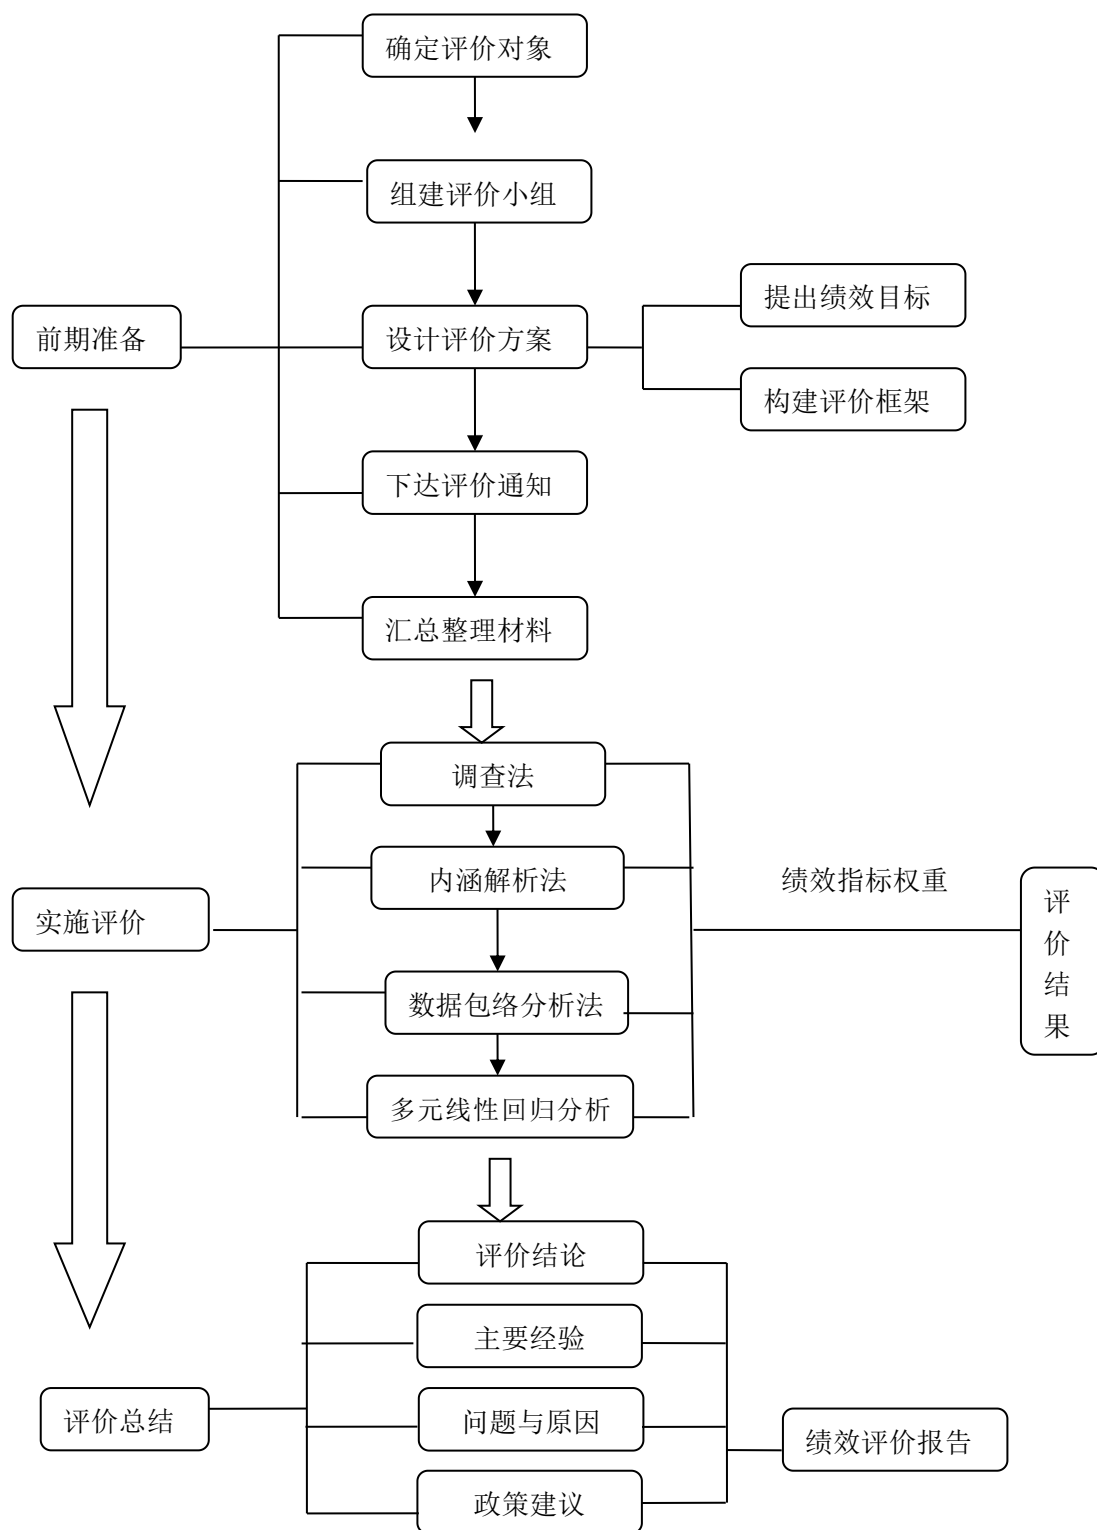 确定评价对象
组建评价小组
提出绩效目标
前期准备
设计评价方案
构建评价框架
下达评价通知
汇总整理材料
调查法
内涵解析法
绩效指标权重
实施评价
评
价
结
果
数据包络分析法
多元线性回归分析
评价结论
主要经验
评价总结
问题与原因
绩效评价报告
政策建议